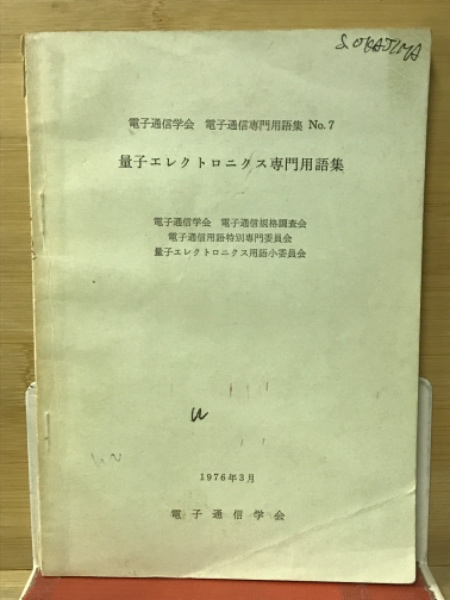 S. OKAJIMA
電子通信学会 電子通信専門用語集 No.7
量子エレクトロニクス専門用語集
電子通信学会 電子通信規格調査会
電子通信用語特別専門委員会
量子エレクトロニクス用語小委員会
1976年3月
電子通信学会